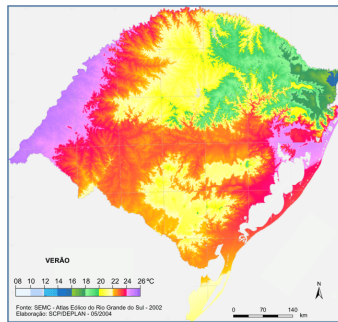 VERÃO
08 10 12 14 16 18 20 22 24 26 °C
Fonte: SEMC - Atlas Eólico do Rio Grande do Sul - 2002
Elaboração: SCP/DEPLAN - 05/2004
N
0 70 140
km